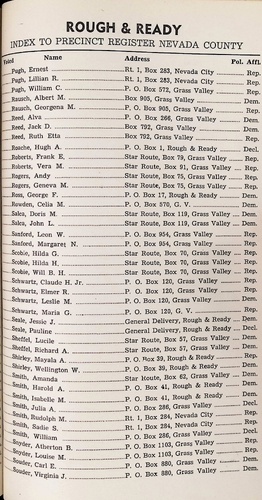 ROUGH & READY
INDEX TO PRECINCT REGISTER NEVADA COUNTY
Voted Name Address Pol. Affl.
Pugh, Ernest Rt. 1, Box 283, Nevada City Rep.
Pugh, Lillian R. Rt. 1, Box 283, Nevada City Rep.
Pugh, William C. P. O. Box 573, Grass Valley Rep.
Rausch, Albert M. Box 905, Grass Valley Dem.
Rausch, Georgena M. P. O. Box 905, Grass Valley Rep.
Reed, Alva P. O. Box 266, Grass Valley Dem.
Reed, Jack D. Box 792, Grass Valley Dem.
Reed, Ruth Etta Box 792, Grass Valley Rep.
Rasche, Hugh A. P. O. Box 1, Rough & Ready Decl.
Roberts, Frank E. Star Route, Box 79, Grass Valley Rep.
Roberts, Vera M. Star Route, Box 91, Grass Valley Rep.
Rogers, Andy Star Route, Box 75, Grass Valley Rep.
Rogers, Geneva M. Star Route, Box 75, Grass Valley Rep.
Ross, George F. P. O. Box 17, Rough & Ready Dem.
Rowden, Celia M. P. O. Box 570, G. V. Dem.
Salea, Doris M. Star Route, Box 119, Grass Valley Dem.
Salea, John L. Star Route, Box 119, Grass Valley Dem.
Sanford, Leon W. P. O. Box 954, Grass Valley Rep.
Sanford, Margaret N. P. O. Box 954, Grass Valley Rep.
Scobie, Hilda G. Star Route, Box 70, Grass Valley Rep.
Scobie, Hilda H. Star Route, Box 70, Grass Valley Rep.
Scobie, Will B. H. Star Route, Box 70, Grass Valley Rep.
Schwartz, Claude H. Jr. P. O. Box 120, Grass Valley Rep.
Schwartz, Elmer R. P. O. Box 120, Grass Valley Rep.
Schwartz, Leslie M. P. O. Box 120, Grass Valley Dem.
Schwartz, Maria G. P. O. Box 120, G. V. Rep.
Seale, Jessie J. General Delivery, Rough & Ready Dem.
Seale, Pauline General Delivery, Rough & Ready Decl.
Sheffel, Lucile Star Route, Box 57, Grass Valley Dem.
Sheffel, Richard A. Star Route, Box 57, Grass Valley Dem.
Shirley, Mayala A. P. O. Box 39, Rough & Ready Rep.
Shirley, Wellington W. P. O. Box 39, Rough & Ready Dem.
Smith, Amanda Star Route, Box 62, Grass Valley Dem.
Smith, Harold A. P. O. Box 41, Rough & Ready Dem.
Smith, Isabelle M. P. O. Box 41, Rough & Ready Dem.
Smith, Julia A. P. O. Box 286, Grass Valley Decl.
Smith, Rudolph M. Rt. 1, Box 284, Nevada City Rep.
Smith, Sadie S. Rt. 1, Box 284, Nevada City Rep.
Smith, William P. O. Box 286, Grass Valley Decl.
Snyder, Atherton B. P. O. Box 1103, Grass Valley Rep.
Snyder, Louise M. P. O. Box 1103, Grass Valley Rep.
Souder, Carl E. P. O. Box 880, Grass Valley Dem.
Souder, Virginia J. P. O. Box 880, Grass Valley Dem.